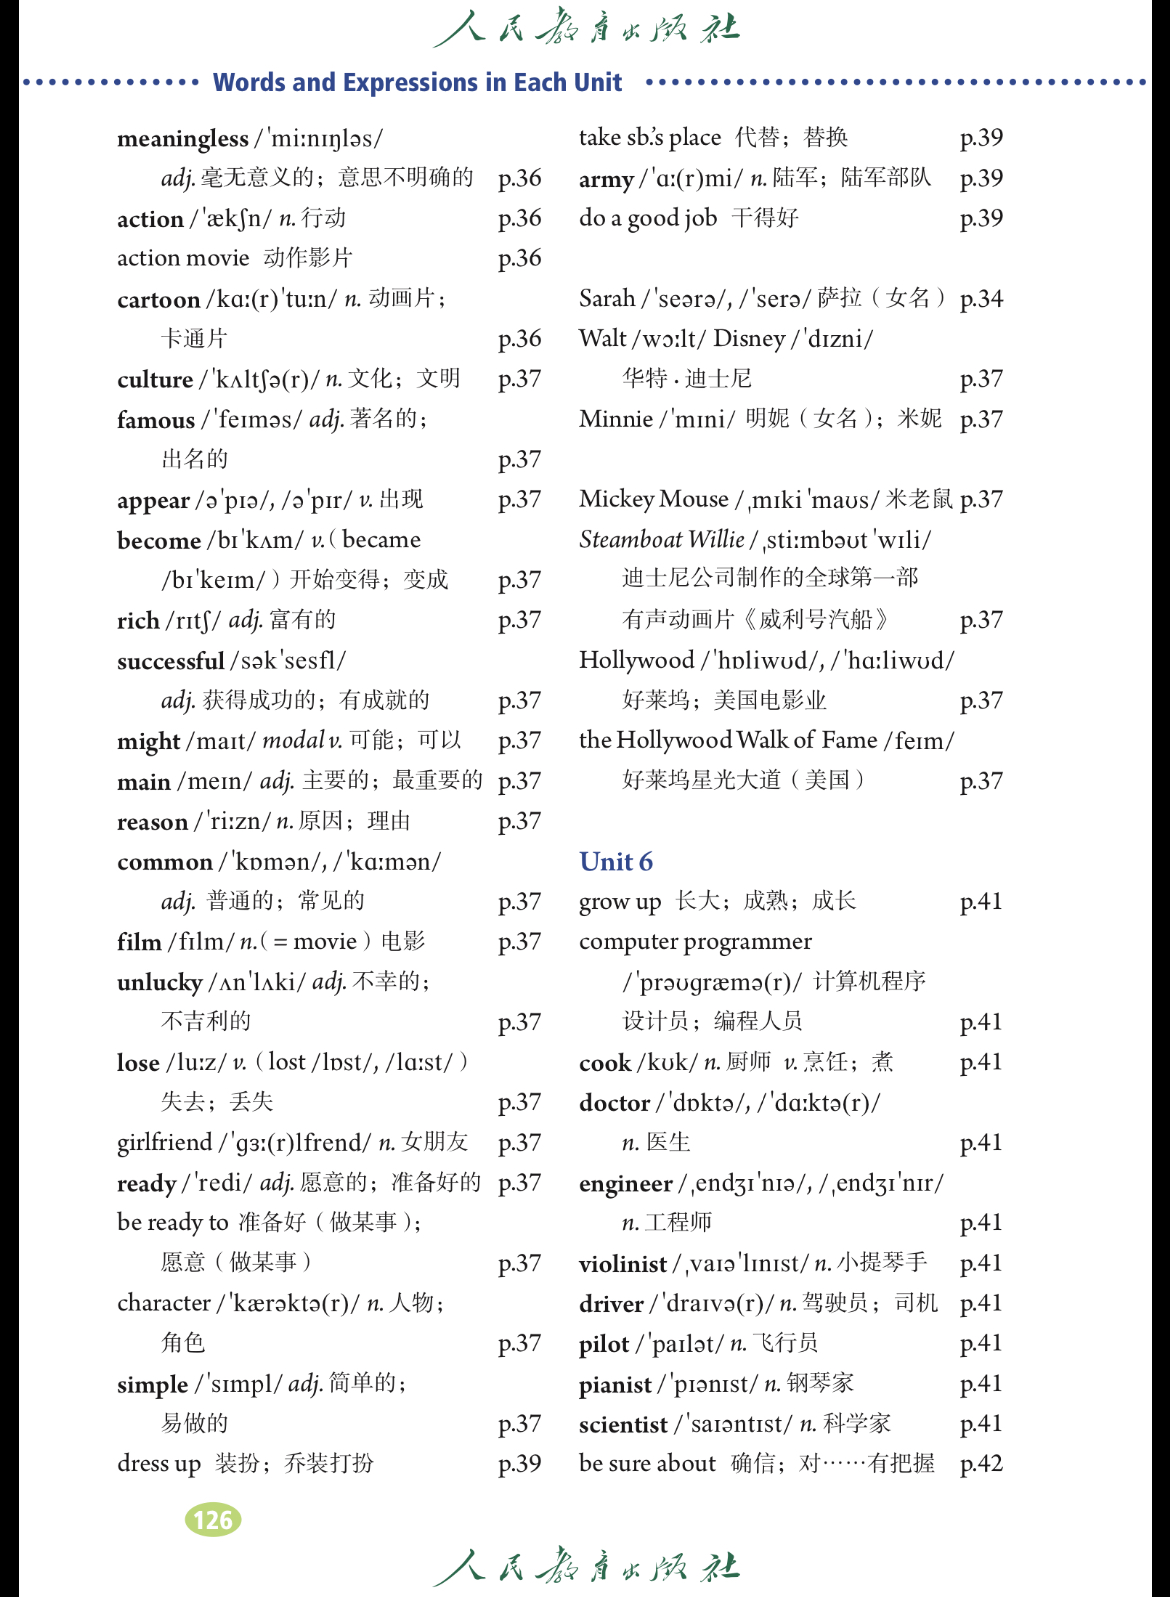 人民教育出版社
Words and Expressions in Each Unit
meaningless /ˈmiːnɪŋləs/
adj. 毫无意义的；意思不明确的 p.36
action /ˈækʃn/ n. 行动 p.36
action movie 动作影片 p.36
cartoon /kɑː(r)ˈtuːn/ n. 动画片；
卡通片 p.36
culture /ˈkʌltʃə(r)/ n. 文化；文明 p.37
famous /ˈfeɪməs/ adj. 著名的；
出名的 p.37
appear /əˈpɪə/, /əˈpɪr/ v. 出现 p.37
become /bɪˈkʌm/ v.（became
/bɪˈkeɪm/）开始变得；变成 p.37
rich /rɪtʃ/ adj. 富有的 p.37
successful /səkˈsesfl/
adj. 获得成功的；有成就的 p.37
might /maɪt/ modal v. 可能；可以 p.37
main /meɪn/ adj. 主要的；最重要的 p.37
reason /ˈriːzn/ n. 原因；理由 p.37
common /ˈkɒmən/, /ˈkɑːmən/
adj. 普通的；常见的 p.37
film /fɪlm/ n.（= movie）电影 p.37
unlucky /ʌnˈlʌki/ adj. 不幸的；
不吉利的 p.37
lose /luːz/ v.（lost /lɒst/, /lɑːst/）
失去；丢失 p.37
girlfriend /ˈɡɜː(r)lfrend/ n. 女朋友 p.37
ready /ˈredi/ adj. 愿意的；准备好的 p.37
be ready to 准备好（做某事）；
愿意（做某事） p.37
character /ˈkærəktə(r)/ n. 人物；
角色 p.37
simple /ˈsɪmpl/ adj. 简单的；
易做的 p.37
dress up 装扮；乔装打扮 p.39
take sb.'s place 代替；替换 p.39
army /ˈɑː(r)mi/ n. 陆军；陆军部队 p.39
do a good job 干得好 p.39
Sarah /ˈseərə/, /ˈserə/ 萨拉（女名） p.34
Walt /wɔːlt/ Disney /ˈdɪzni/
华特·迪士尼 p.37
Minnie /ˈmɪni/ 明妮（女名）；米妮 p.37
Mickey Mouse /ˌmɪki ˈmaʊs/ 米老鼠 p.37
Steamboat Willie /ˌstiːmbəʊt ˈwɪli/
迪士尼公司制作的全球第一部
有声动画片《威利号汽船》 p.37
Hollywood /ˈhɒliwʊd/, /ˈhɑːliwʊd/
好莱坞；美国电影业 p.37
the Hollywood Walk of Fame /feɪm/
好莱坞星光大道（美国） p.37
Unit 6
grow up 长大；成熟；成长 p.41
computer programmer
/ˈprəʊɡræmə(r)/ 计算机程序
设计员；编程人员 p.41
cook /kʊk/ n. 厨师 v. 烹饪；煮 p.41
doctor /ˈdɒktə/, /ˈdɑːktə(r)/
n. 医生 p.41
engineer /ˌendʒɪˈnɪə/, /ˌendʒɪˈnɪr/
n. 工程师 p.41
violinist /ˌvaɪəˈlɪnɪst/ n. 小提琴手 p.41
driver /ˈdraɪvə(r)/ n. 驾驶员；司机 p.41
pilot /ˈpaɪlət/ n. 飞行员 p.41
pianist /ˈpɪənɪst/ n. 钢琴家 p.41
scientist /ˈsaɪəntɪst/ n. 科学家 p.41
be sure about 确信；对……有把握 p.42
126
人民教育出版社